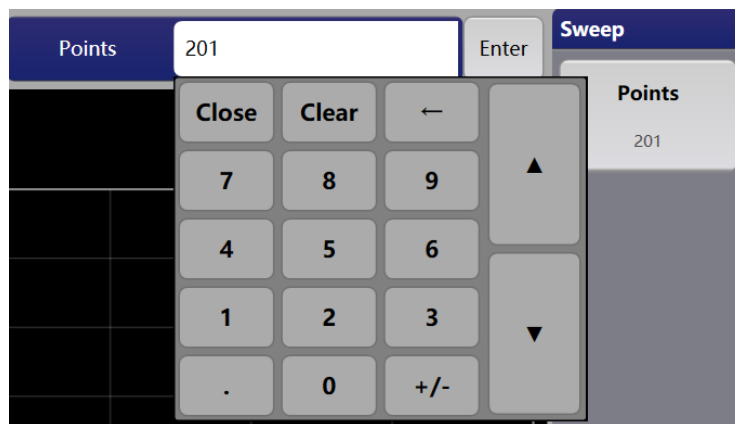 Points 201 Enter
Sweep
Points
201
Close Clear ←
7 8 9 ▲
4 5 6
1 2 3 ▼
. 0 +/-